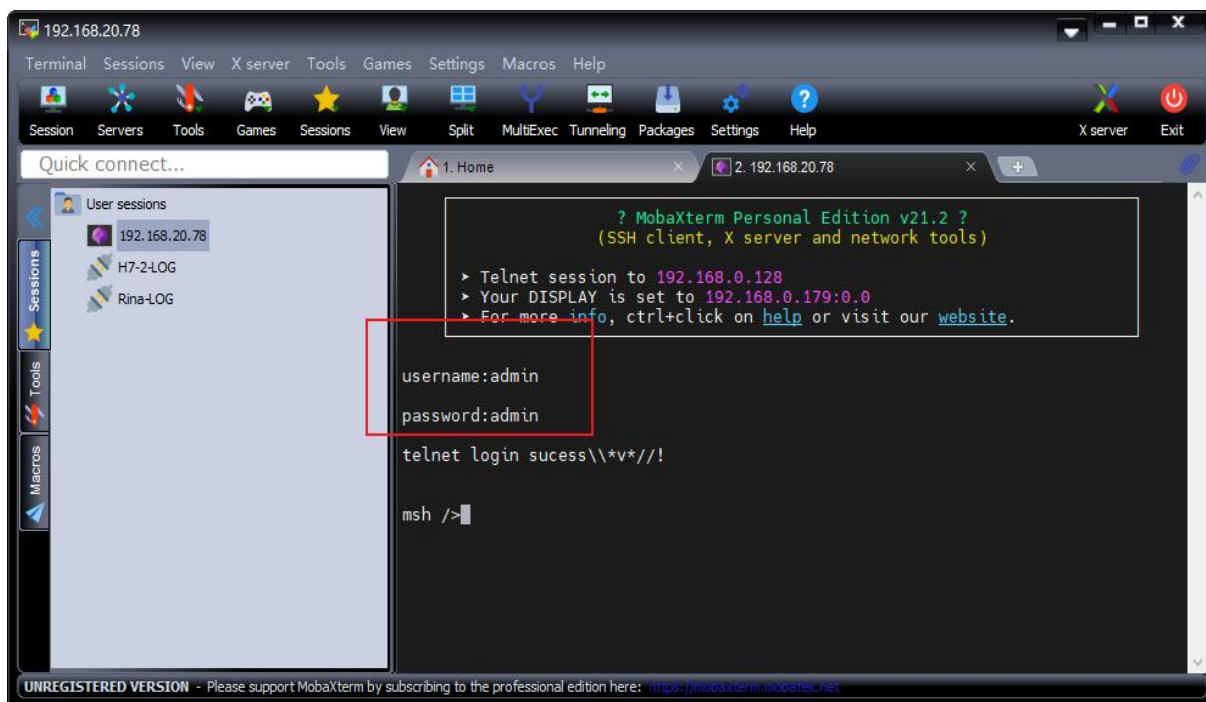 192.168.20.78
Terminal Sessions View X server Tools Games Settings Macros Help
Session Servers Tools Games Sessions View Split MultiExec Tunneling Packages Settings Help X server Exit
Quick connect...
1. Home
2. 192.168.20.78
User sessions
192.168.20.78
H7-2-LOG
Rina-LOG
Sessions
Tools
Macros
? MobaXterm Personal Edition v21.2 ?
(SSH client, X server and network tools)
➤ Telnet session to 192.168.0.128
➤ Your DISPLAY is set to 192.168.0.179:0.0
➤ For more info, ctrl+click on help or visit our website.
username:admin
password:admin
telnet login sucess\\*v*//!
msh />
UNREGISTERED VERSION - Please support MobaXterm by subscribing to the professional edition here: https://mobaxterm.mobatek.net